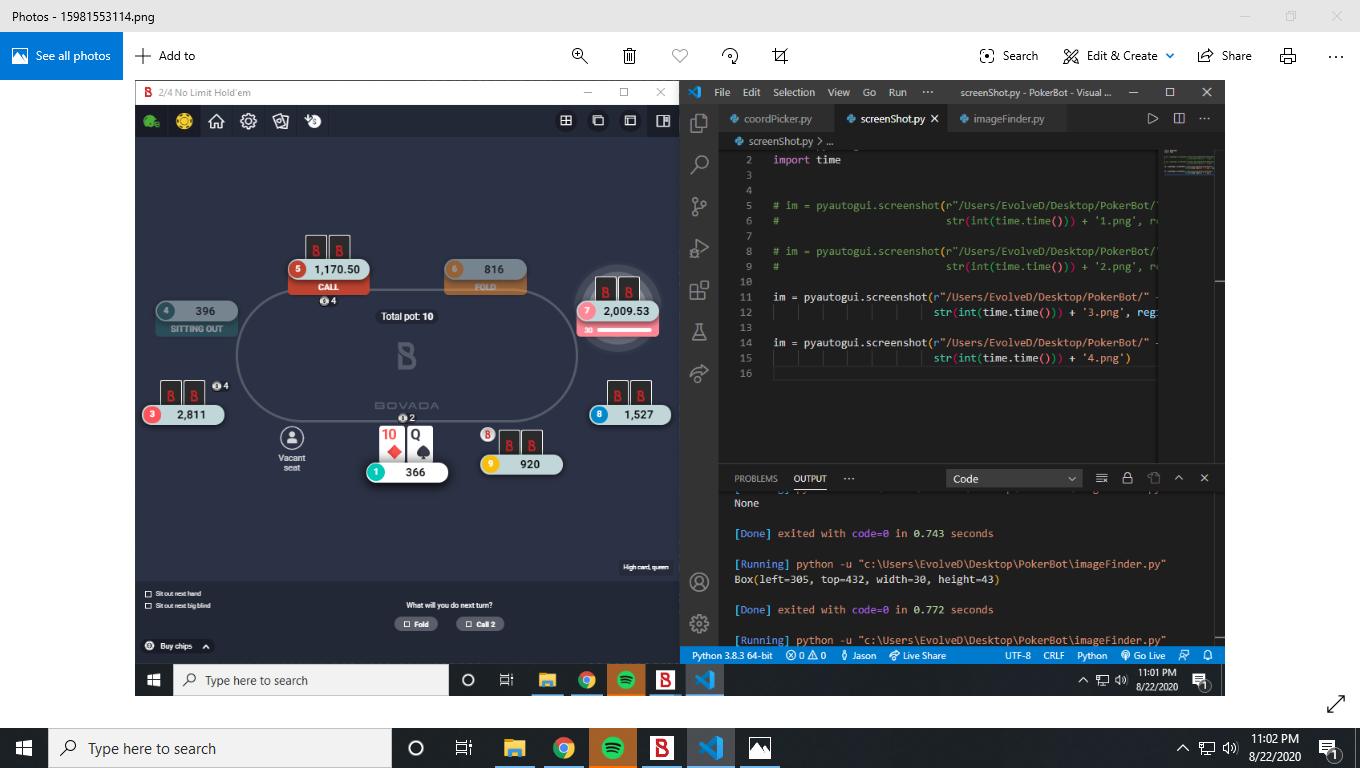 Photos - 15981553114.png
See all photos
Add to
Search
Edit & Create
Share
2/4 No Limit Hold'em
5 1,170.50
CALL
4
6 816
FOLD
4 396
SITTING OUT
Total pot: 10
7 2,009.53
30
B
BOVADA
2
3 2,811
4
8 1,527
Vacant
seat
10 Q
1 366
B
9 920
High card, queen
Sit out next hand
Sit out next big blind
What will you do next turn?
Fold
Call 2
Buy chips
File Edit Selection View Go Run ···
screenShot.py - PokerBot - Visual ...
coordPicker.py
screenShot.py
imageFinder.py
screenShot.py > ...
2 import time
3
4
5 # im = pyautogui.screenshot(r"/Users/EvolveD/Desktop/PokerBot/"
6 # str(int(time.time())) + '1.png', re
7
8 # im = pyautogui.screenshot(r"/Users/EvolveD/Desktop/PokerBot/"
9 # str(int(time.time())) + '2.png', re
10
11 im = pyautogui.screenshot(r"/Users/EvolveD/Desktop/PokerBot/" +
12 str(int(time.time())) + '3.png', regi
13
14 im = pyautogui.screenshot(r"/Users/EvolveD/Desktop/PokerBot/" +
15 str(int(time.time())) + '4.png')
16
PROBLEMS OUTPUT ···
Code
None
[Done] exited with code=0 in 0.743 seconds
[Running] python -u "c:\Users\EvolveD\Desktop\PokerBot\imageFinder.py"
Box(left=305, top=432, width=30, height=43)
[Done] exited with code=0 in 0.772 seconds
[Running] python -u "c:\Users\EvolveD\Desktop\PokerBot\imageFinder.py"
Python 3.8.3 64-bit 0 0 Jason Live Share UTF-8 CRLF Python Go Live
Type here to search
11:01 PM
8/22/2020
1
Type here to search
11:02 PM
8/22/2020
1